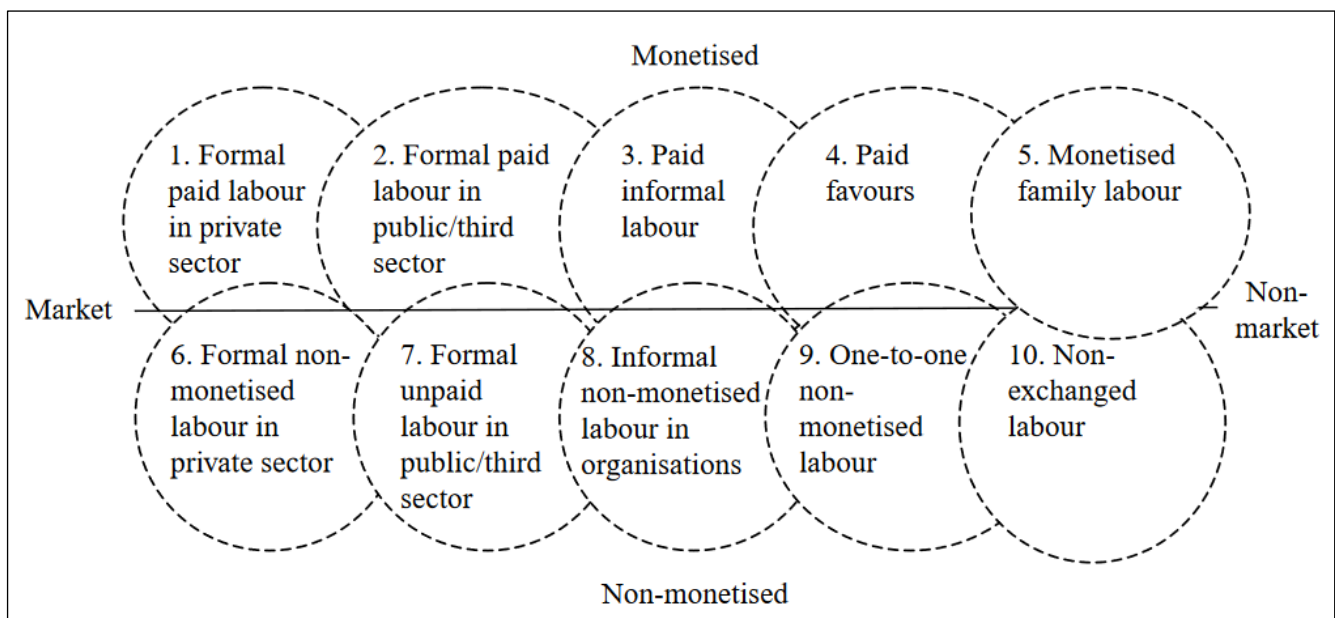 Monetised
1. Formal
paid labour
in private
sector
2. Formal paid
labour in
public/third
sector
3. Paid
informal
labour
4. Paid
favours
5. Monetised
family labour
Market
Non-
market
6. Formal non-
monetised
labour in
private sector
7. Formal
unpaid
labour in
public/third
sector
8. Informal
non-monetised
labour in
organisations
9. One-to-one
non-
monetised
labour
10. Non-
exchanged
labour
Non-monetised